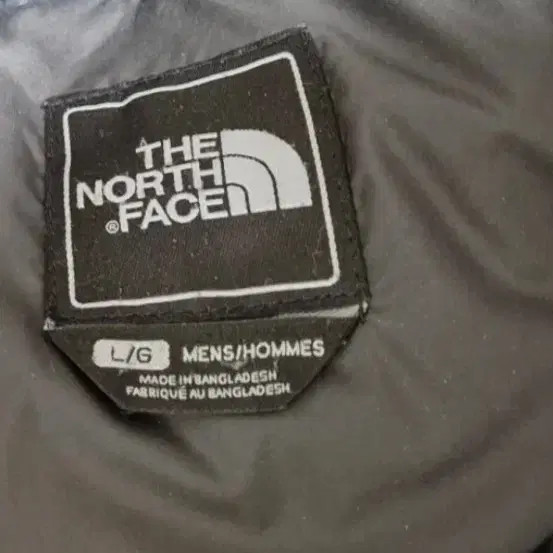 THE
NORTH
®FACE
L/G MENS/HOMMES
MADE IN BANGLADESH
FABRIQUÉ AU BANGLADESH